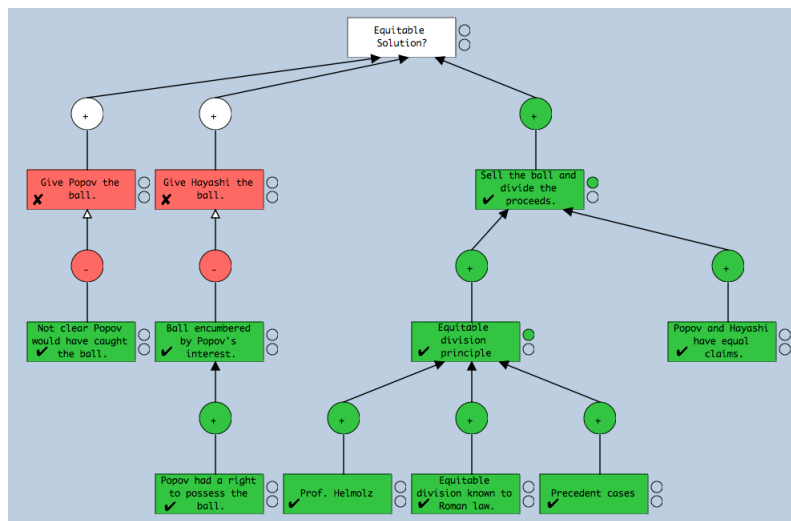 Equitable
Solution?
+
+
+
Give Popov the
ball.
✘
Give Hayashi the
ball.
✘
Sell the ball and
divide the
✔ proceeds.
-
-
+
+
Not clear Popov
would have caught
✔ the ball.
Ball encumbered
by Popov's
✔ interest.
Equitable
division
✔ principle
Popov and Hayashi
have equal
✔ claims.
+
+
+
+
Popov had a right
to possess the
✔ ball.
Prof. Helmolz
✔
Equitable
division known to
✔ Roman law.
Precedent cases
✔